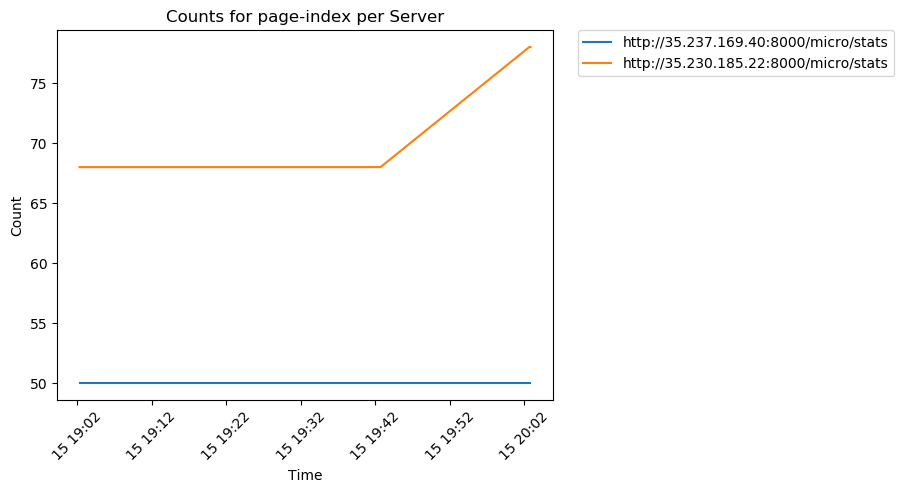 Counts for page-index per Server
http://35.237.169.40:8000/micro/stats
http://35.230.185.22:8000/micro/stats
Count
75
70
65
60
55
50
15 19:02
15 19:12
15 19:22
15 19:32
15 19:42
15 19:52
15 20:02
Time